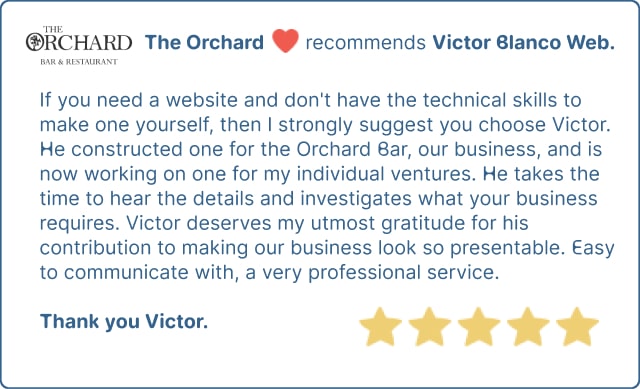 THE
ORCHARD
BAR & RESTAURANT
The Orchard ❤️ recommends Victor Blanco Web.
If you need a website and don't have the technical skills to
make one yourself, then I strongly suggest you choose Victor.
He constructed one for the Orchard Bar, our business, and is
now working on one for my individual ventures. He takes the
time to hear the details and investigates what your business
requires. Victor deserves my utmost gratitude for his
contribution to making our business look so presentable. Easy
to communicate with, a very professional service.
Thank you Victor.